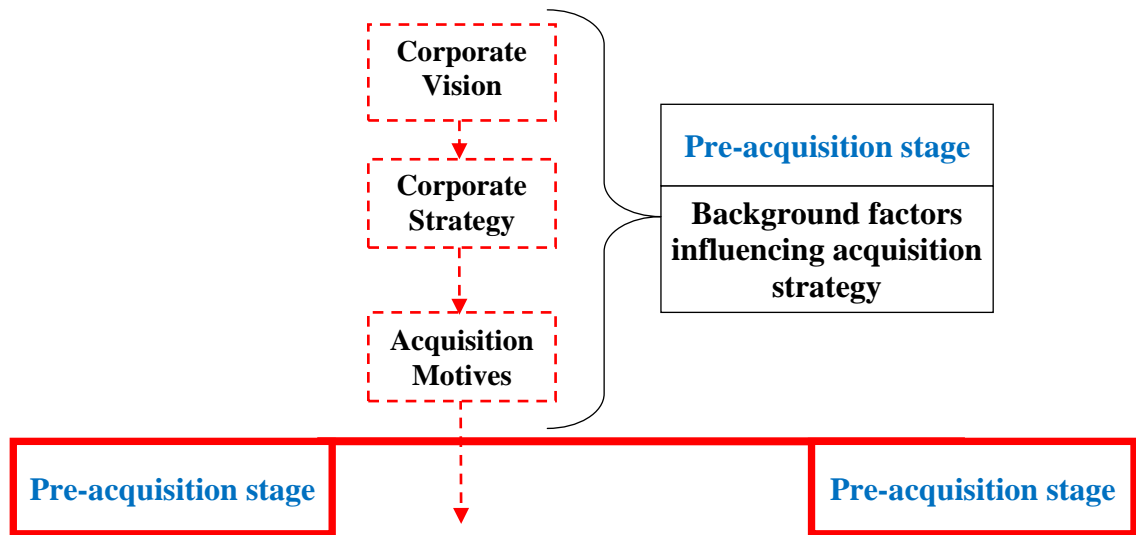 Corporate
Vision
Pre-acquisition stage
Corporate
Strategy
Background factors
influencing acquisition
strategy
Acquisition
Motives
Pre-acquisition stage
Pre-acquisition stage